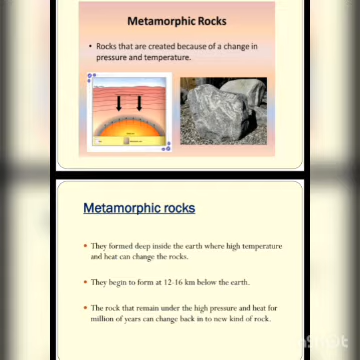 Metamorphic Rocks
• Rocks that are created because of a change in
pressure and temperature.
Metamorphic rocks
• They formed deep inside the earth where high temperature
and heat can change the rocks.
• They begin to form at 12-16 km below the earth.
• The rock that remain under the high pressure and heat for
million of years can change back in to new kind of rock.